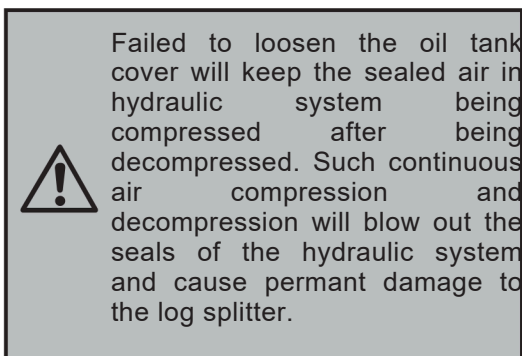 Failed to loosen the oil tank
cover will keep the sealed air in
hydraulic system being
compressed after being
decompressed. Such continuous
air compression and
decompression will blow out the
seals of the hydraulic system
and cause permant damage to
the log splitter.